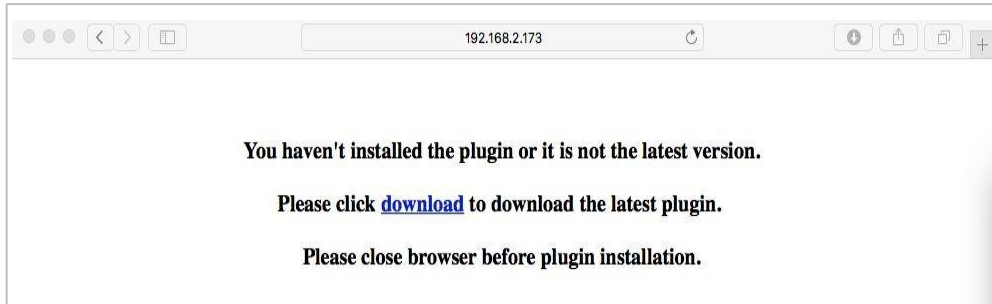 192.168.2.173
You haven't installed the plugin or it is not the latest version.
Please click download to download the latest plugin.
Please close browser before plugin installation.